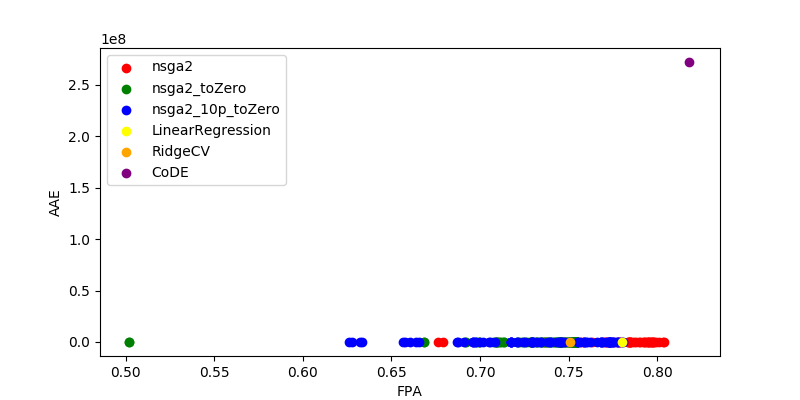 1e8
nsga2
nsga2_toZero
nsga2_10p_toZero
LinearRegression
RidgeCV
CoDE
2.5
2.0
1.5
1.0
0.5
0.0
AAE
0.50 0.55 0.60 0.65 0.70 0.75 0.80
FPA